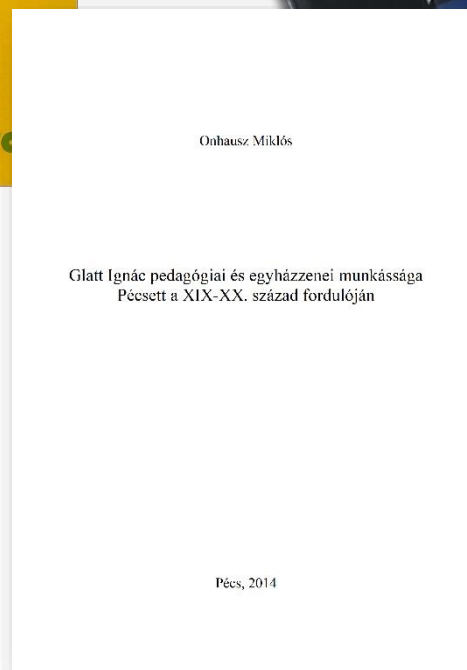 Onhausz Miklós
Glatt Ignác pedagógiai és egyházzenei munkássága
Pécsett a XIX-XX. század fordulóján
Pécs, 2014